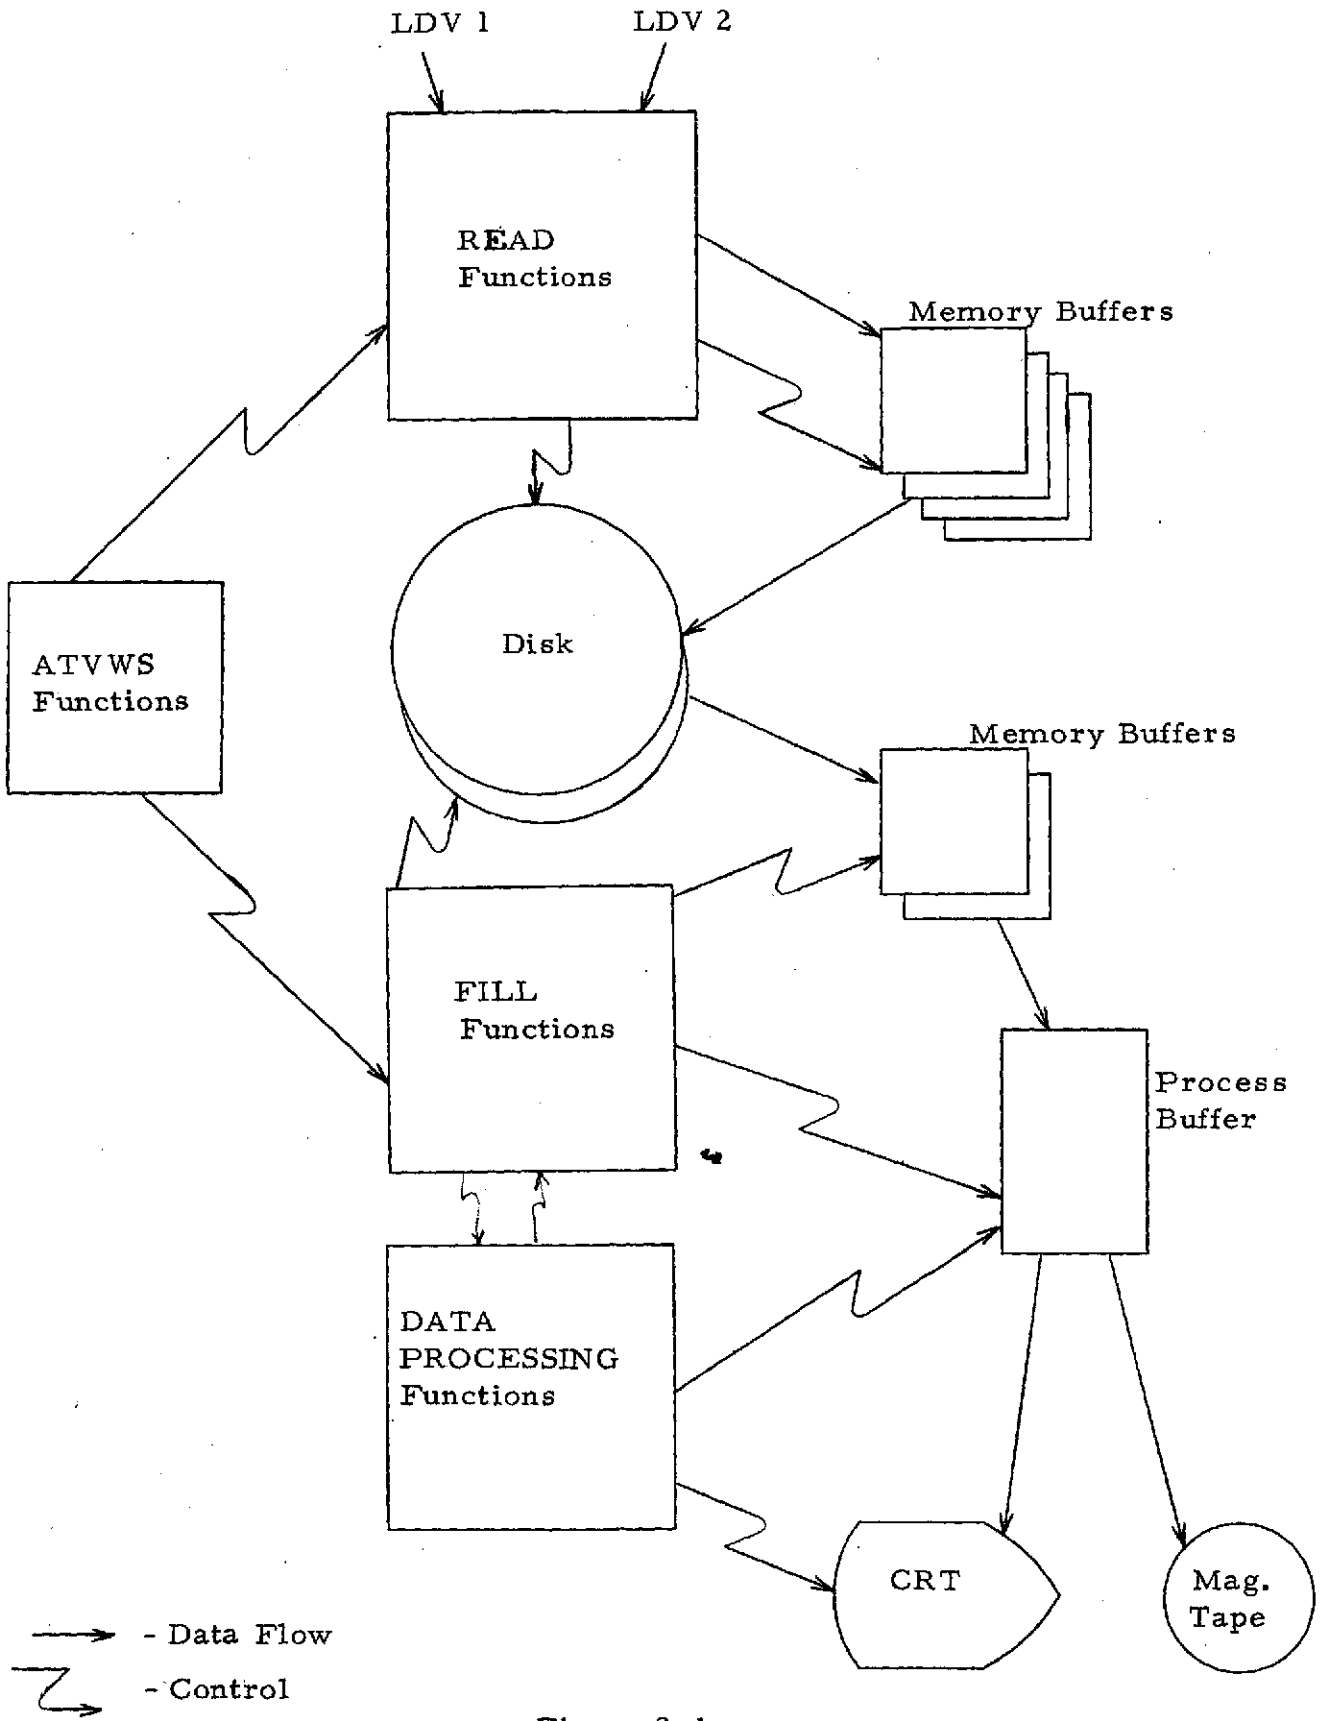 LDV 1
LDV 2
READ
Functions
Memory Buffers
Disk
ATVWS
Functions
Memory Buffers
FILL
Functions
Process
Buffer
DATA
PROCESSING
Functions
CRT
Mag.
Tape
- Data Flow
- Control